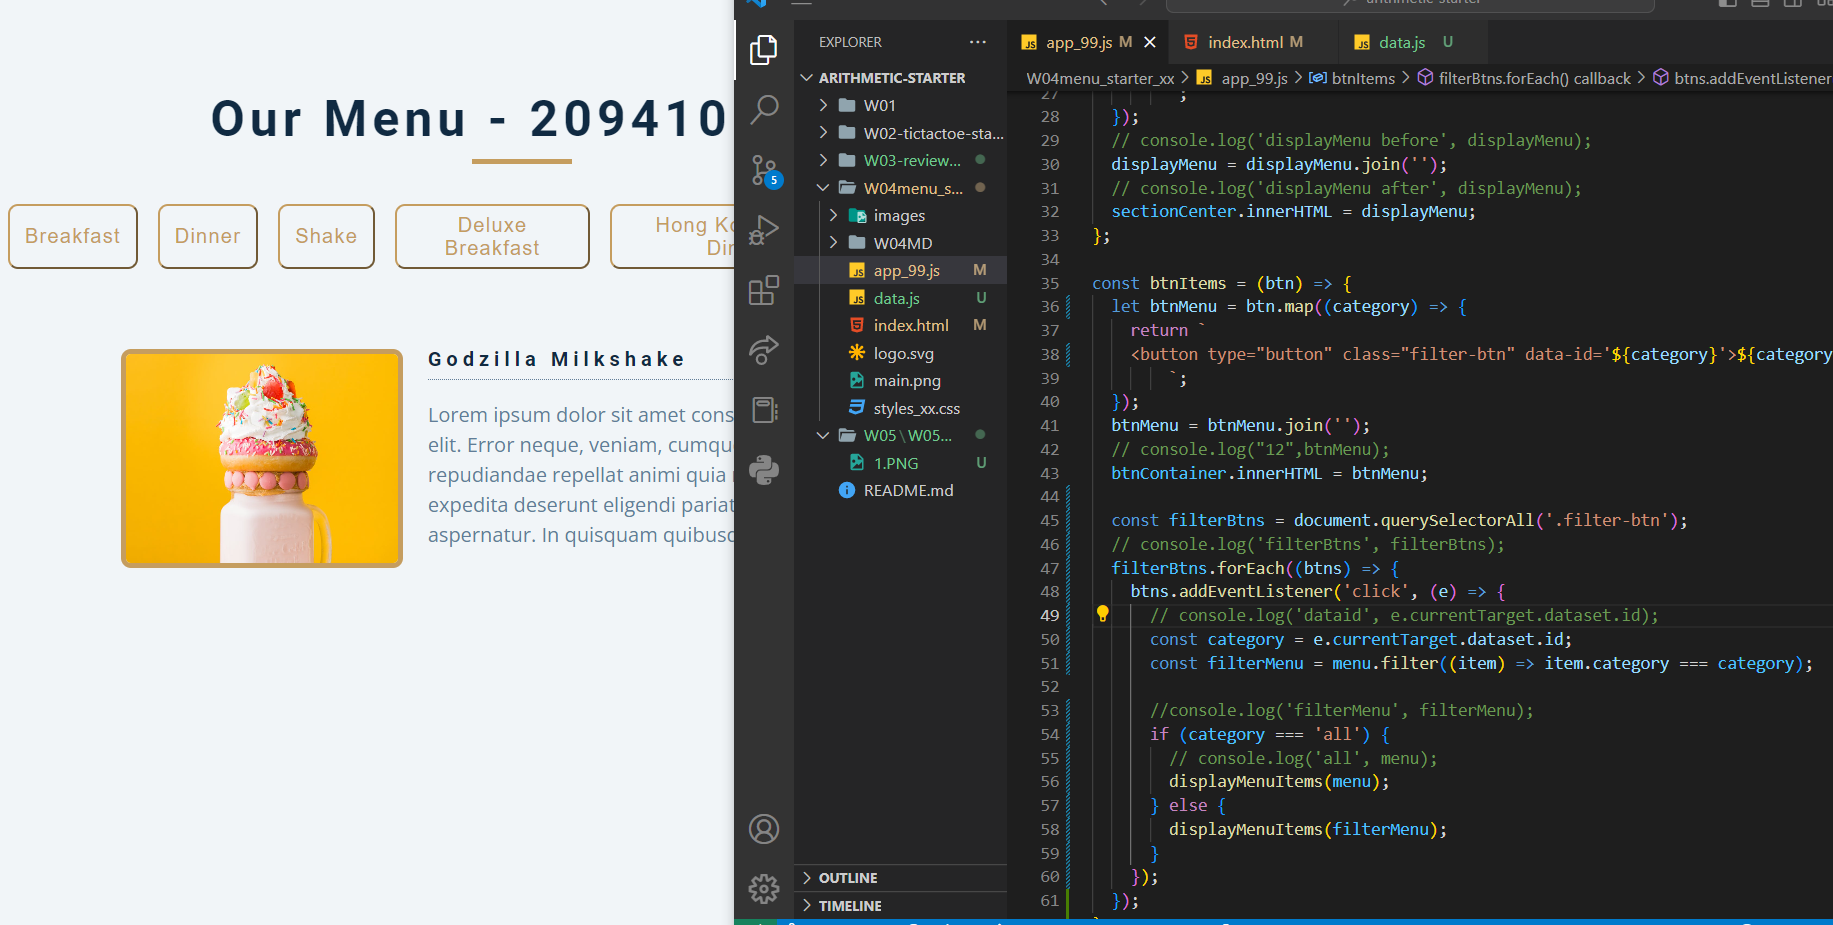 Our Menu - 209410
Breakfast
Dinner
Shake
Deluxe
Breakfast
Godzilla Milkshake
Lorem ipsum dolor sit amet cons
elit. Error neque, veniam, cumqu
repudiandae repellat animi quia
expedita deserunt eligendi pariat
aspernatur. In quisquam quibusc
Hong Ko
Din
EXPLORER
5
ARITHMETIC-STARTER
W01
W02-tictactoe-sta...
W03-review...
W04menu_s...
images
W04MD
app_99.js M
data.js U
index.html M
logo.svg
main.png
styles_xx.css
W05\W05...
1.PNG U
README.md
OUTLINE
TIMELINE
app_99.js M
index.html M
data.js U
W04menu_starter_xx > app_99.js > btnItems > filterBtns.forEach() callback > btns.addEventListener
27 ;
28 });
29 // console.log('displayMenu before', displayMenu);
30 displayMenu = displayMenu.join('');
31 // console.log('displayMenu after', displayMenu);
32 sectionCenter.innerHTML = displayMenu;
33 };
34
35 const btnItems = (btn) => {
36 let btnMenu = btn.map((category) => {
37 return `
38 <button type="button" class="filter-btn" data-id='${category}'>${category
39 `;
40 });
41 btnMenu = btnMenu.join('');
42 // console.log("12",btnMenu);
43 btnContainer.innerHTML = btnMenu;
44
45 const filterBtns = document.querySelectorAll('.filter-btn');
46 // console.log('filterBtns', filterBtns);
47 filterBtns.forEach((btns) => {
48 btns.addEventListener('click', (e) => {
49 // console.log('dataid', e.currentTarget.dataset.id);
50 const category = e.currentTarget.dataset.id;
51 const filterMenu = menu.filter((item) => item.category === category);
52
53 //console.log('filterMenu', filterMenu);
54 if (category === 'all') {
55 // console.log('all', menu);
56 displayMenuItems(menu);
57 } else {
58 displayMenuItems(filterMenu);
59 }
60 });
61 });